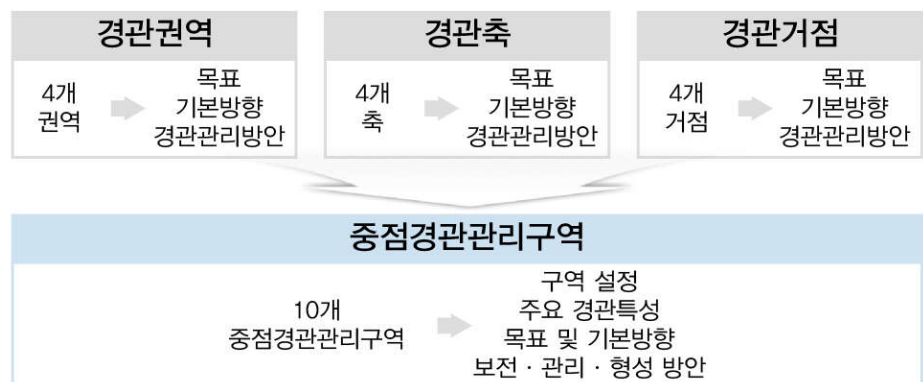 경관권역
4개
권역
목표
기본방향
경관관리방안
경관축
4개
축
목표
기본방향
경관관리방안
경관거점
4개
거점
목표
기본방향
경관관리방안
중점경관관리구역
10개
중점경관관리구역
구역 설정
주요 경관특성
목표 및 기본방향
보전 · 관리 · 형성 방안